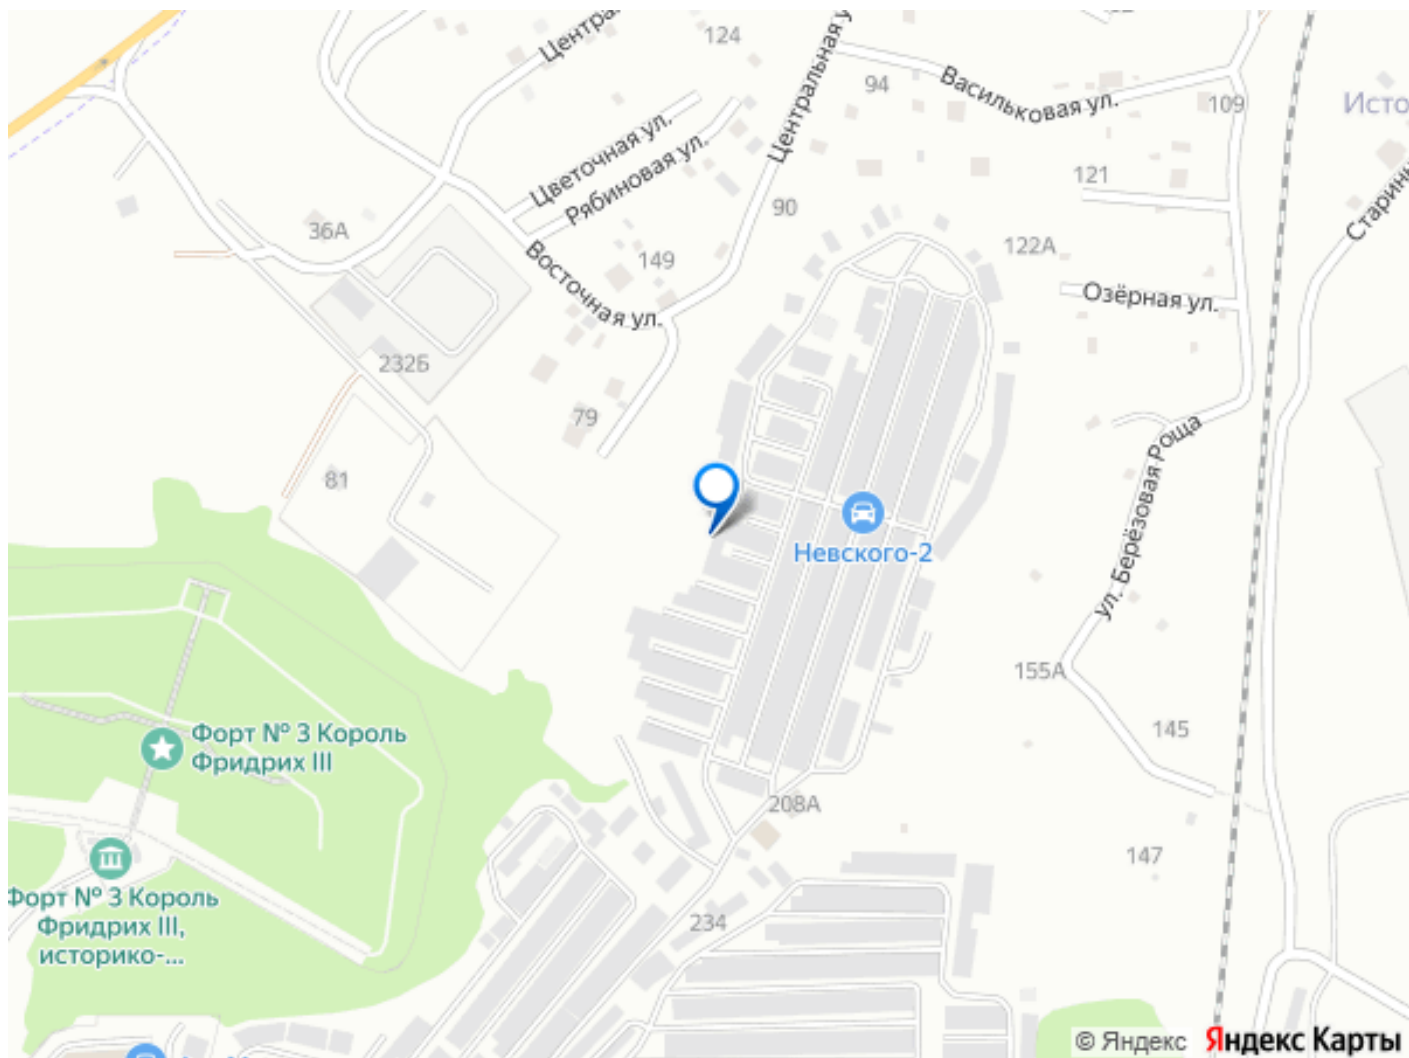 124
94
Васильковая ул.
109
Исто
Центральная у
Цветочная ул.
Рябиновая ул.
121
Старинн
36А
149
90
122А
Восточная ул.
Озёрная ул.
232Б
79
81
ул. Берёзовая Роща
Невского-2
155А
145
Форт № 3 Король
Фридрих III
208А
147
Форт № 3 Король
Фридрих III,
историко-...
234
© Яндекс
Яндекс Карты